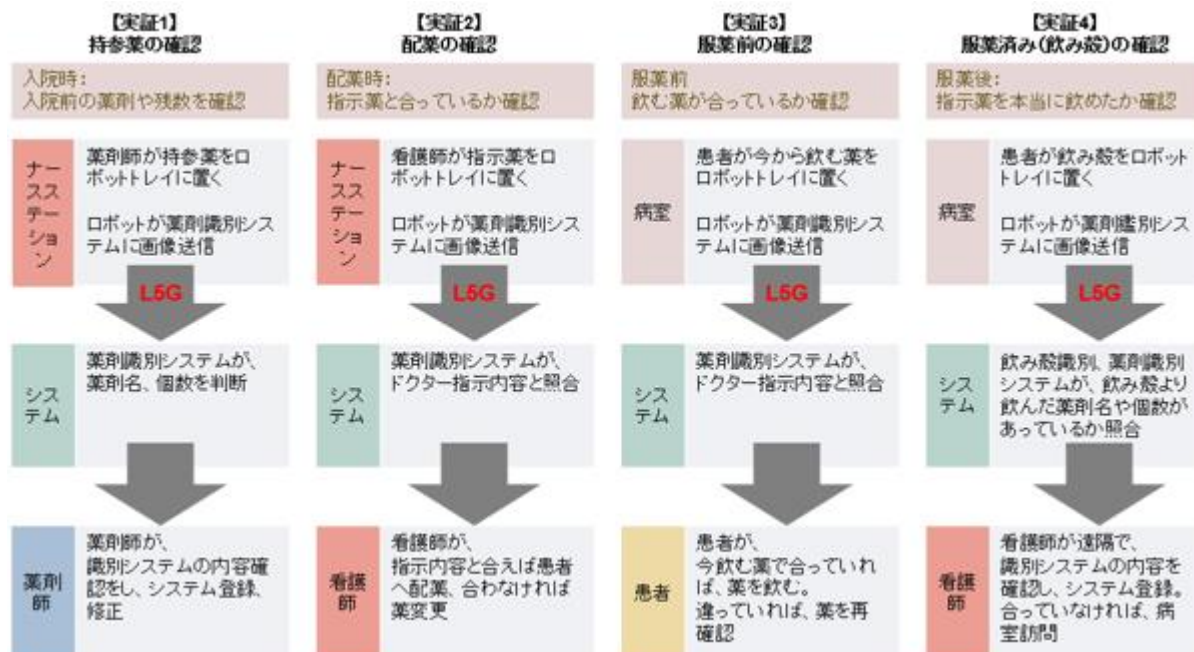 【実証1】
持参薬の確認
入院時:
入院前の薬剤や残数を確認
ナー
スス
テー
ショ
ン
薬剤師が持参薬をロ
ボットトレイに置く
ロボットが薬剤識別シス
テムに画像送信
L5G
シス
テム
薬剤識別システムが、
薬剤名、個数を判断
薬剤
師
薬剤師が、
識別システムの内容確
認をし、システム登録、
修正
【実証2】
配薬の確認
配薬時:
指示薬と合っているか確認
ナー
スス
テー
ショ
ン
看護師が指示薬をロ
ボットトレイに置く
ロボットが薬剤識別シス
テムに画像送信
L5G
シス
テム
薬剤識別システムが、
ドクター指示内容と照合
看護
師
看護師が、
指示内容と合えば患者
へ配薬、合わなければ
薬変更
【実証3】
服薬前の確認
服薬前
飲む薬が合っているか確認
病室
患者が今から飲む薬を
ロボットトレイに置く
ロボットが薬剤識別シス
テムに画像送信
L5G
シス
テム
薬剤識別システムが、
ドクター指示内容と照合
患者
患者が、
今飲む薬で合っていれ
ば、薬を飲む。
違っていれば、薬を再
確認
【実証4】
服薬済み(飲み殻)の確認
服薬後:
指示薬を本当に飲めたか確認
病室
患者が飲み殻をロボット
トレイに置く
ロボットが薬剤鑑別シス
テムに画像送信
L5G
シス
テム
飲み殻識別、薬剤識別
システムが、飲み殻より
飲んだ薬剤名や個数が
あっているか照合
看護
師
看護師が遠隔で、
識別システムの内容を
確認し、システム登録。
合っていなければ、病
室訪問